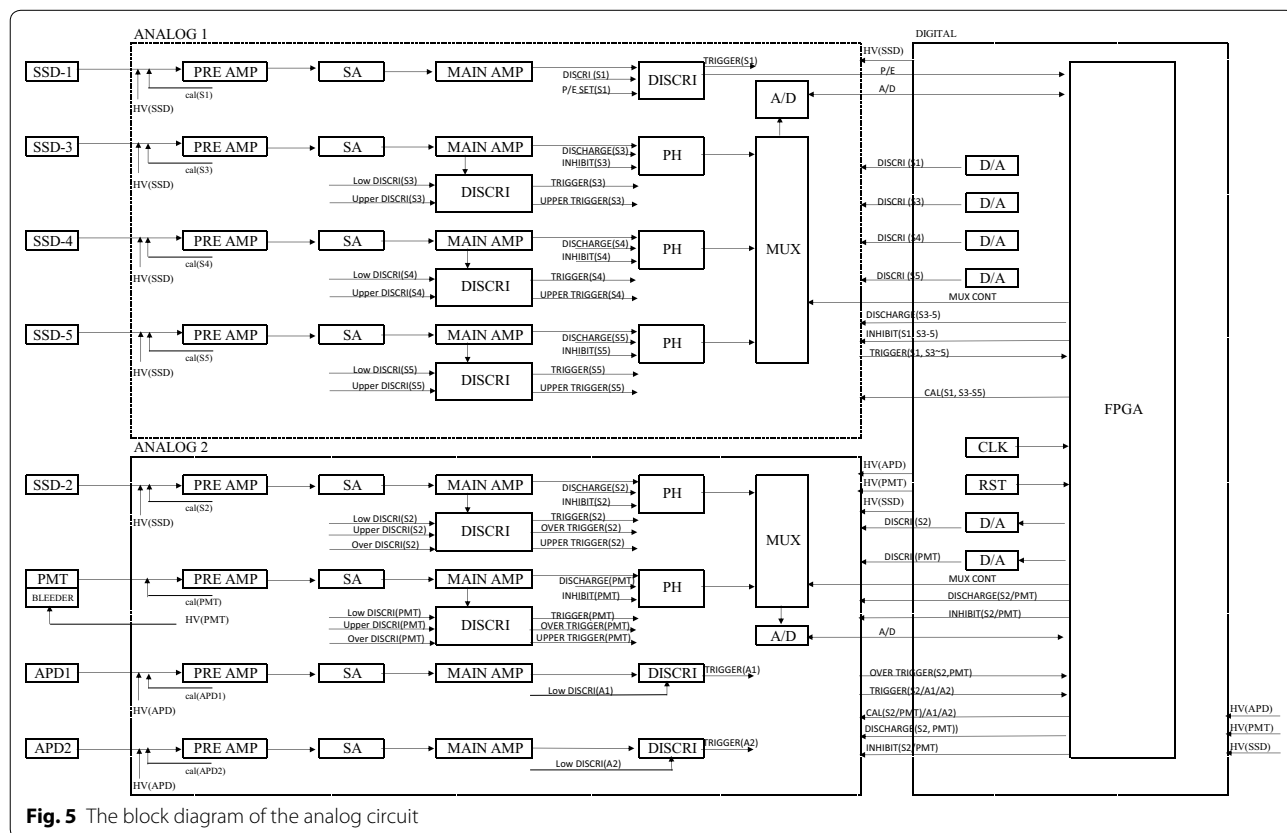 ANALOG 1
DIGITAL
SSD-1
PRE AMP
SA
MAIN AMP
DISCRI
TRIGGER(S1)
DISCRI (S1)
P/E SET(S1)
cal(S1)
HV(SSD)
A/D
HV(SSD)
P/E
A/D
SSD-3
PRE AMP
SA
MAIN AMP
DISCHARGE(S3)
INHIBIT(S3)
PH
cal(S3)
HV(SSD)
Low DISCRI(S3)
Upper DISCRI(S3)
DISCRI
TRIGGER(S3)
UPPER TRIGGER(S3)
MUX
SSD-4
PRE AMP
SA
MAIN AMP
DISCHARGE(S4)
INHIBIT(S4)
PH
cal(S4)
HV(SSD)
Low DISCRI(S4)
Upper DISCRI(S4)
DISCRI
TRIGGER(S4)
UPPER TRIGGER(S4)
SSD-5
PRE AMP
SA
MAIN AMP
DISCHARGE(S5)
INHIBIT(S5)
PH
cal(S5)
HV(SSD)
Low DISCRI(S5)
Upper DISCRI(S5)
DISCRI
TRIGGER(S5)
UPPER TRIGGER(S5)
DISCRI (S1)
D/A
DISCRI (S3)
D/A
DISCRI (S4)
D/A
DISCRI (S5)
D/A
MUX CONT
DISCHARGE(S3-5)
INHIBIT(S1, S3-5)
TRIGGER(S1, S3~5)
CAL(S1, S3-S5)
FPGA
CLK
RST
ANALOG 2
SSD-2
PRE AMP
SA
MAIN AMP
DISCHARGE(S2)
INHIBIT(S2)
PH
cal(S2)
HV(SSD)
Low DISCRI(S2)
Upper DISCRI(S2)
Over DISCRI(S2)
DISCRI
TRIGGER(S2)
OVER TRIGGER(S2)
UPPER TRIGGER(S2)
MUX
HV(APD)
HV(PMT)
HV(SSD)
DISCRI(S2)
D/A
PMT
BLEEDER
PRE AMP
SA
MAIN AMP
DISCHARGE(PMT)
INHIBIT(PMT)
PH
cal(PMT)
HV(PMT)
Low DISCRI(PMT)
Upper DISCRI(PMT)
Over DISCRI(PMT)
DISCRI
TRIGGER(PMT)
OVER TRIGGER(PMT)
UPPER TRIGGER(PMT)
A/D
DISCRI(PMT)
D/A
MUX CONT
DISCHARGE(S2/PMT)
INHIBIT(S2/PMT)
A/D
APD1
PRE AMP
SA
MAIN AMP
DISCRI
TRIGGER(A1)
Low DISCRI(A1)
cal(APD1)
HV(APD)
OVER TRIGGER(S2,PMT)
TRIGGER(S2/A1/A2)
CAL(S2/PMT)/A1/A2)
DISCHARGE(S2, PMT))
INHIBIT(S2/PMT)
HV(APD)
HV(PMT)
HV(SSD)
APD2
PRE AMP
SA
MAIN AMP
DISCRI
TRIGGER(A2)
Low DISCRI(A2)
cal(APD2)
HV(APD)
Fig. 5 The block diagram of the analog circuit